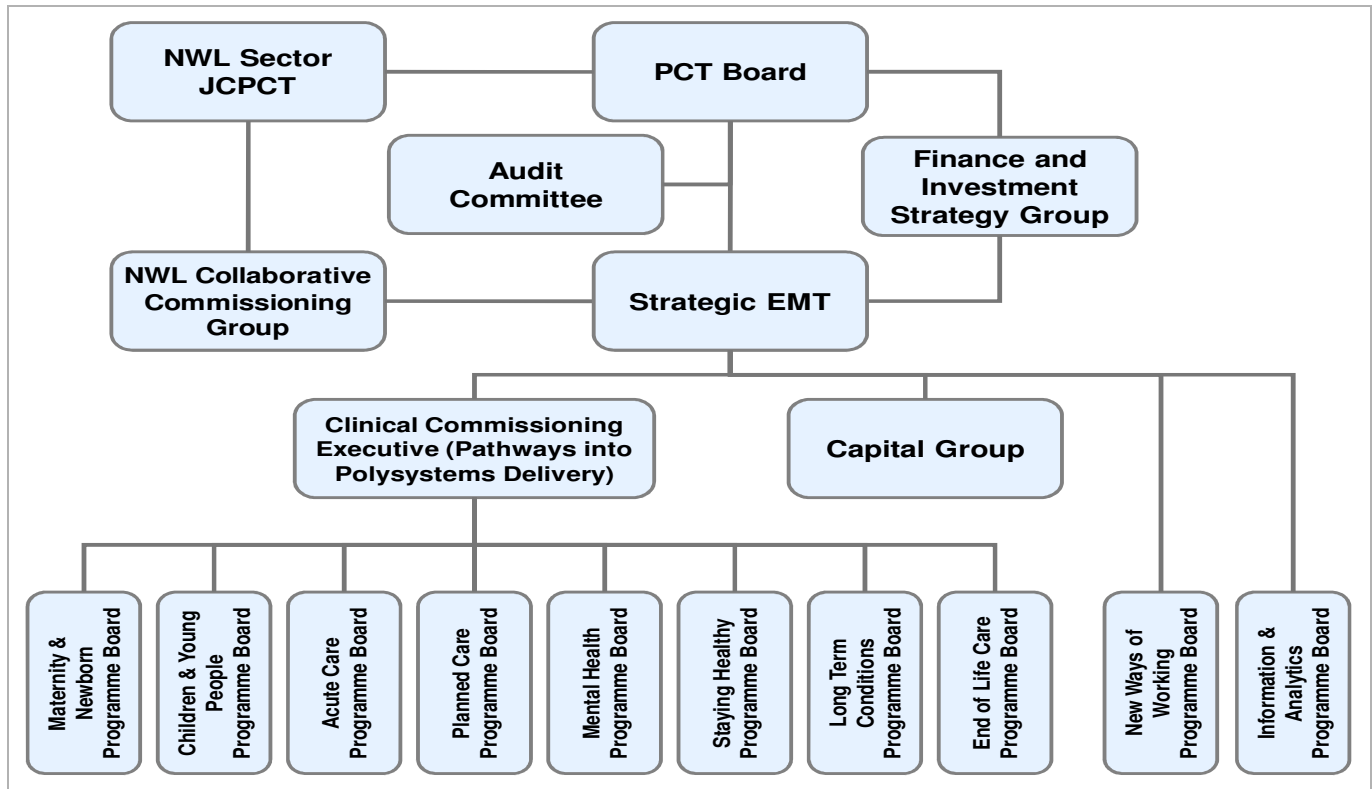 NWL Sector
JCPCT
PCT Board
Audit
Committee
Finance and
Investment
Strategy Group
NWL Collaborative
Commissioning
Group
Strategic EMT
Clinical Commissioning
Executive (Pathways into
Polysystems Delivery)
Capital Group
Maternity &
Newborn
Programme Board
Children & Young
People
Programme Board
Acute Care
Programme Board
Planned Care
Programme Board
Mental Health
Programme Board
Staying Healthy
Programme Board
Long Term
Conditions
Programme Board
End of Life Care
Programme Board
New Ways of
Working
Programme Board
Information &
Analytics
Programme Board